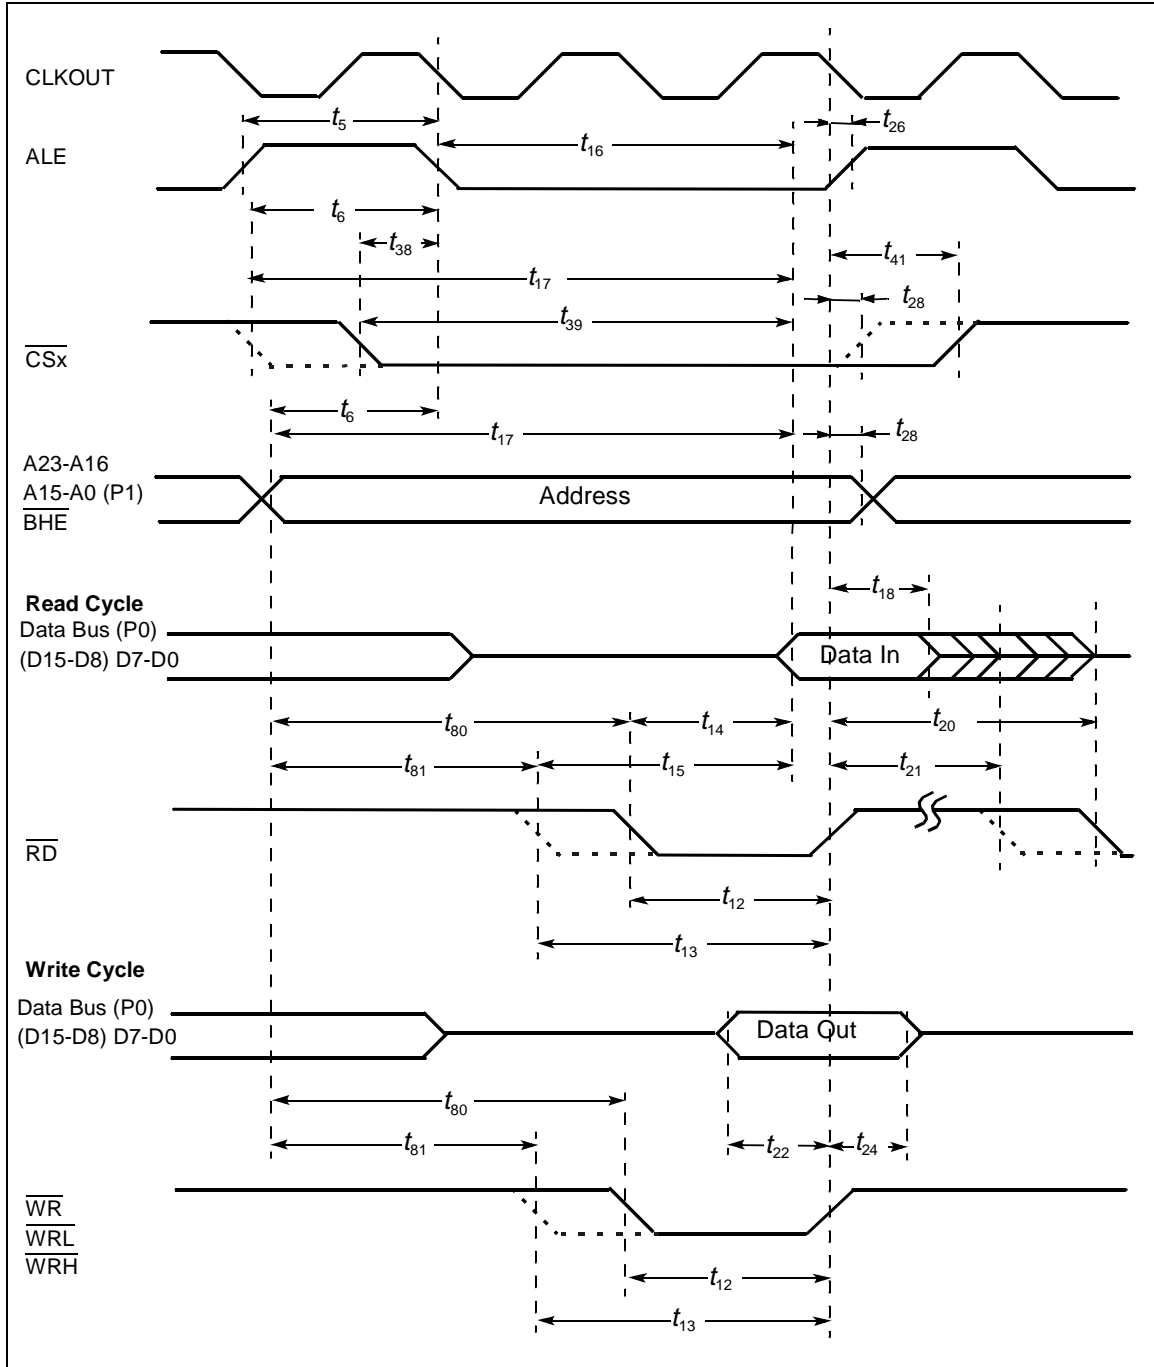 CLKOUT
t5
t26
ALE
t16
t6
t38
t41
t17
t28
t39
CSx
t6
t17
t28
A23-A16
A15-A0 (P1)
BHE
Address
t18
Read Cycle
Data Bus (P0)
(D15-D8) D7-D0
Data In
t80
t14
t20
t81
t15
t21
RD
t12
t13
Write Cycle
Data Bus (P0)
(D15-D8) D7-D0
Data Out
t80
t81
t22
t24
WR
WRL
WRH
t12
t13